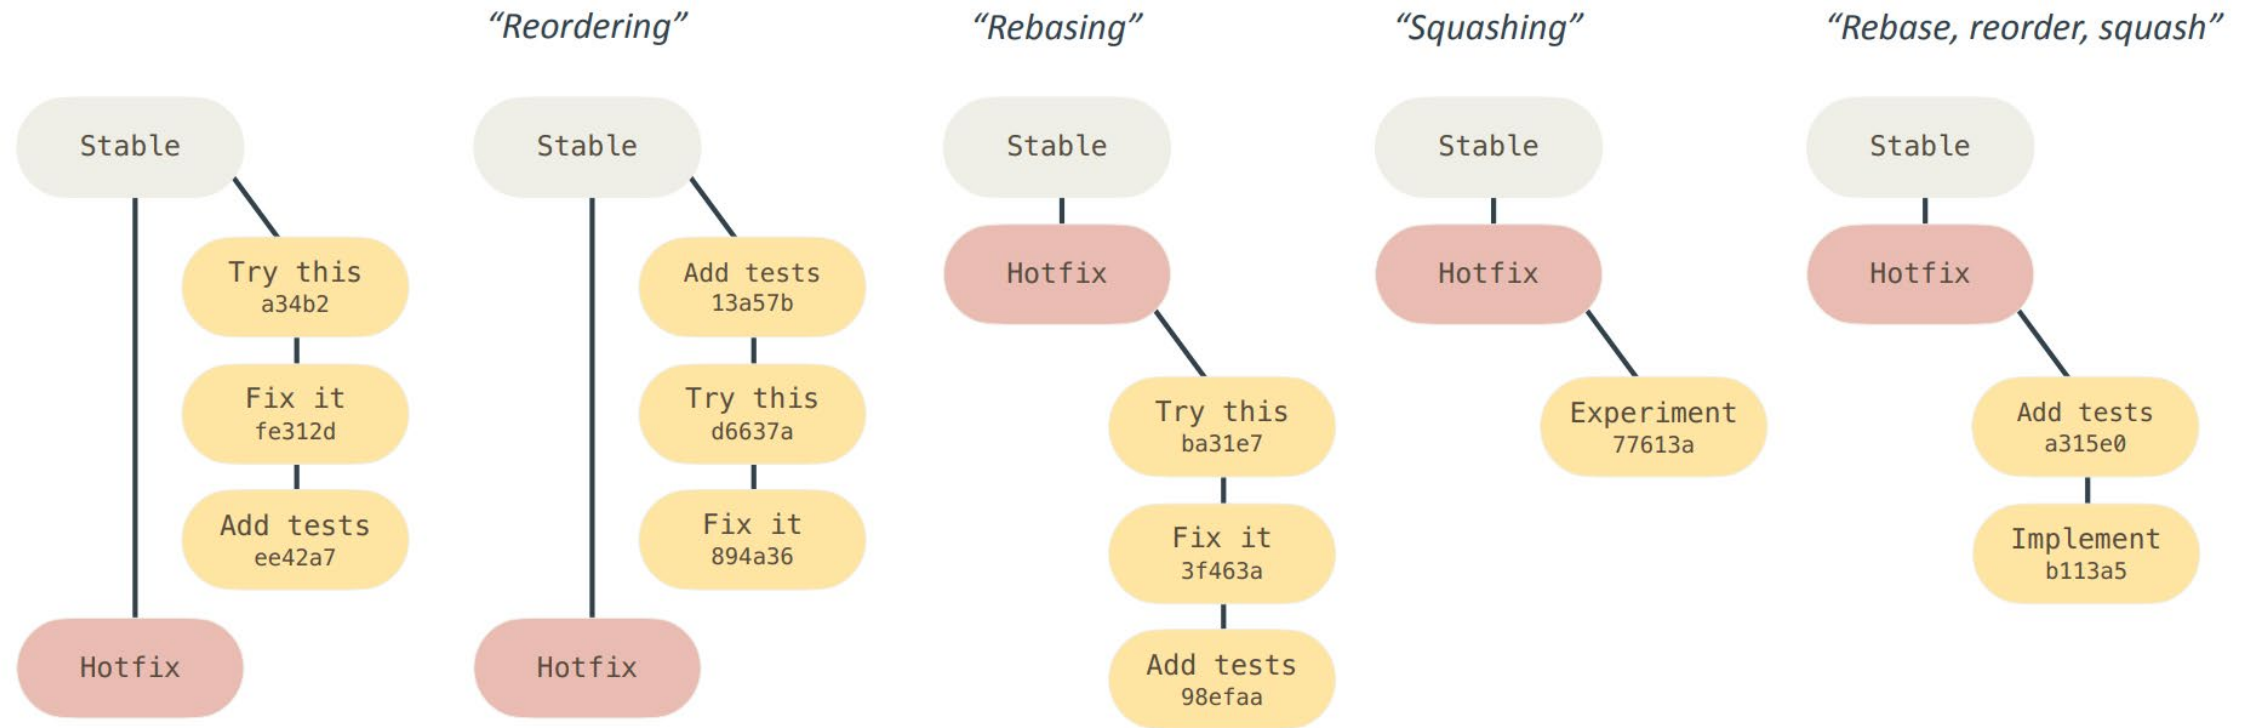 “Reordering”
“Rebasing”
“Squashing”
“Rebase, reorder, squash”
Stable
Try this
a34b2
Fix it
fe312d
Add tests
ee42a7
Hotfix
Stable
Add tests
13a57b
Try this
d6637a
Fix it
894a36
Hotfix
Stable
Hotfix
Try this
ba31e7
Fix it
3f463a
Add tests
98efaa
Stable
Hotfix
Experiment
77613a
Stable
Hotfix
Add tests
a315e0
Implement
b113a5